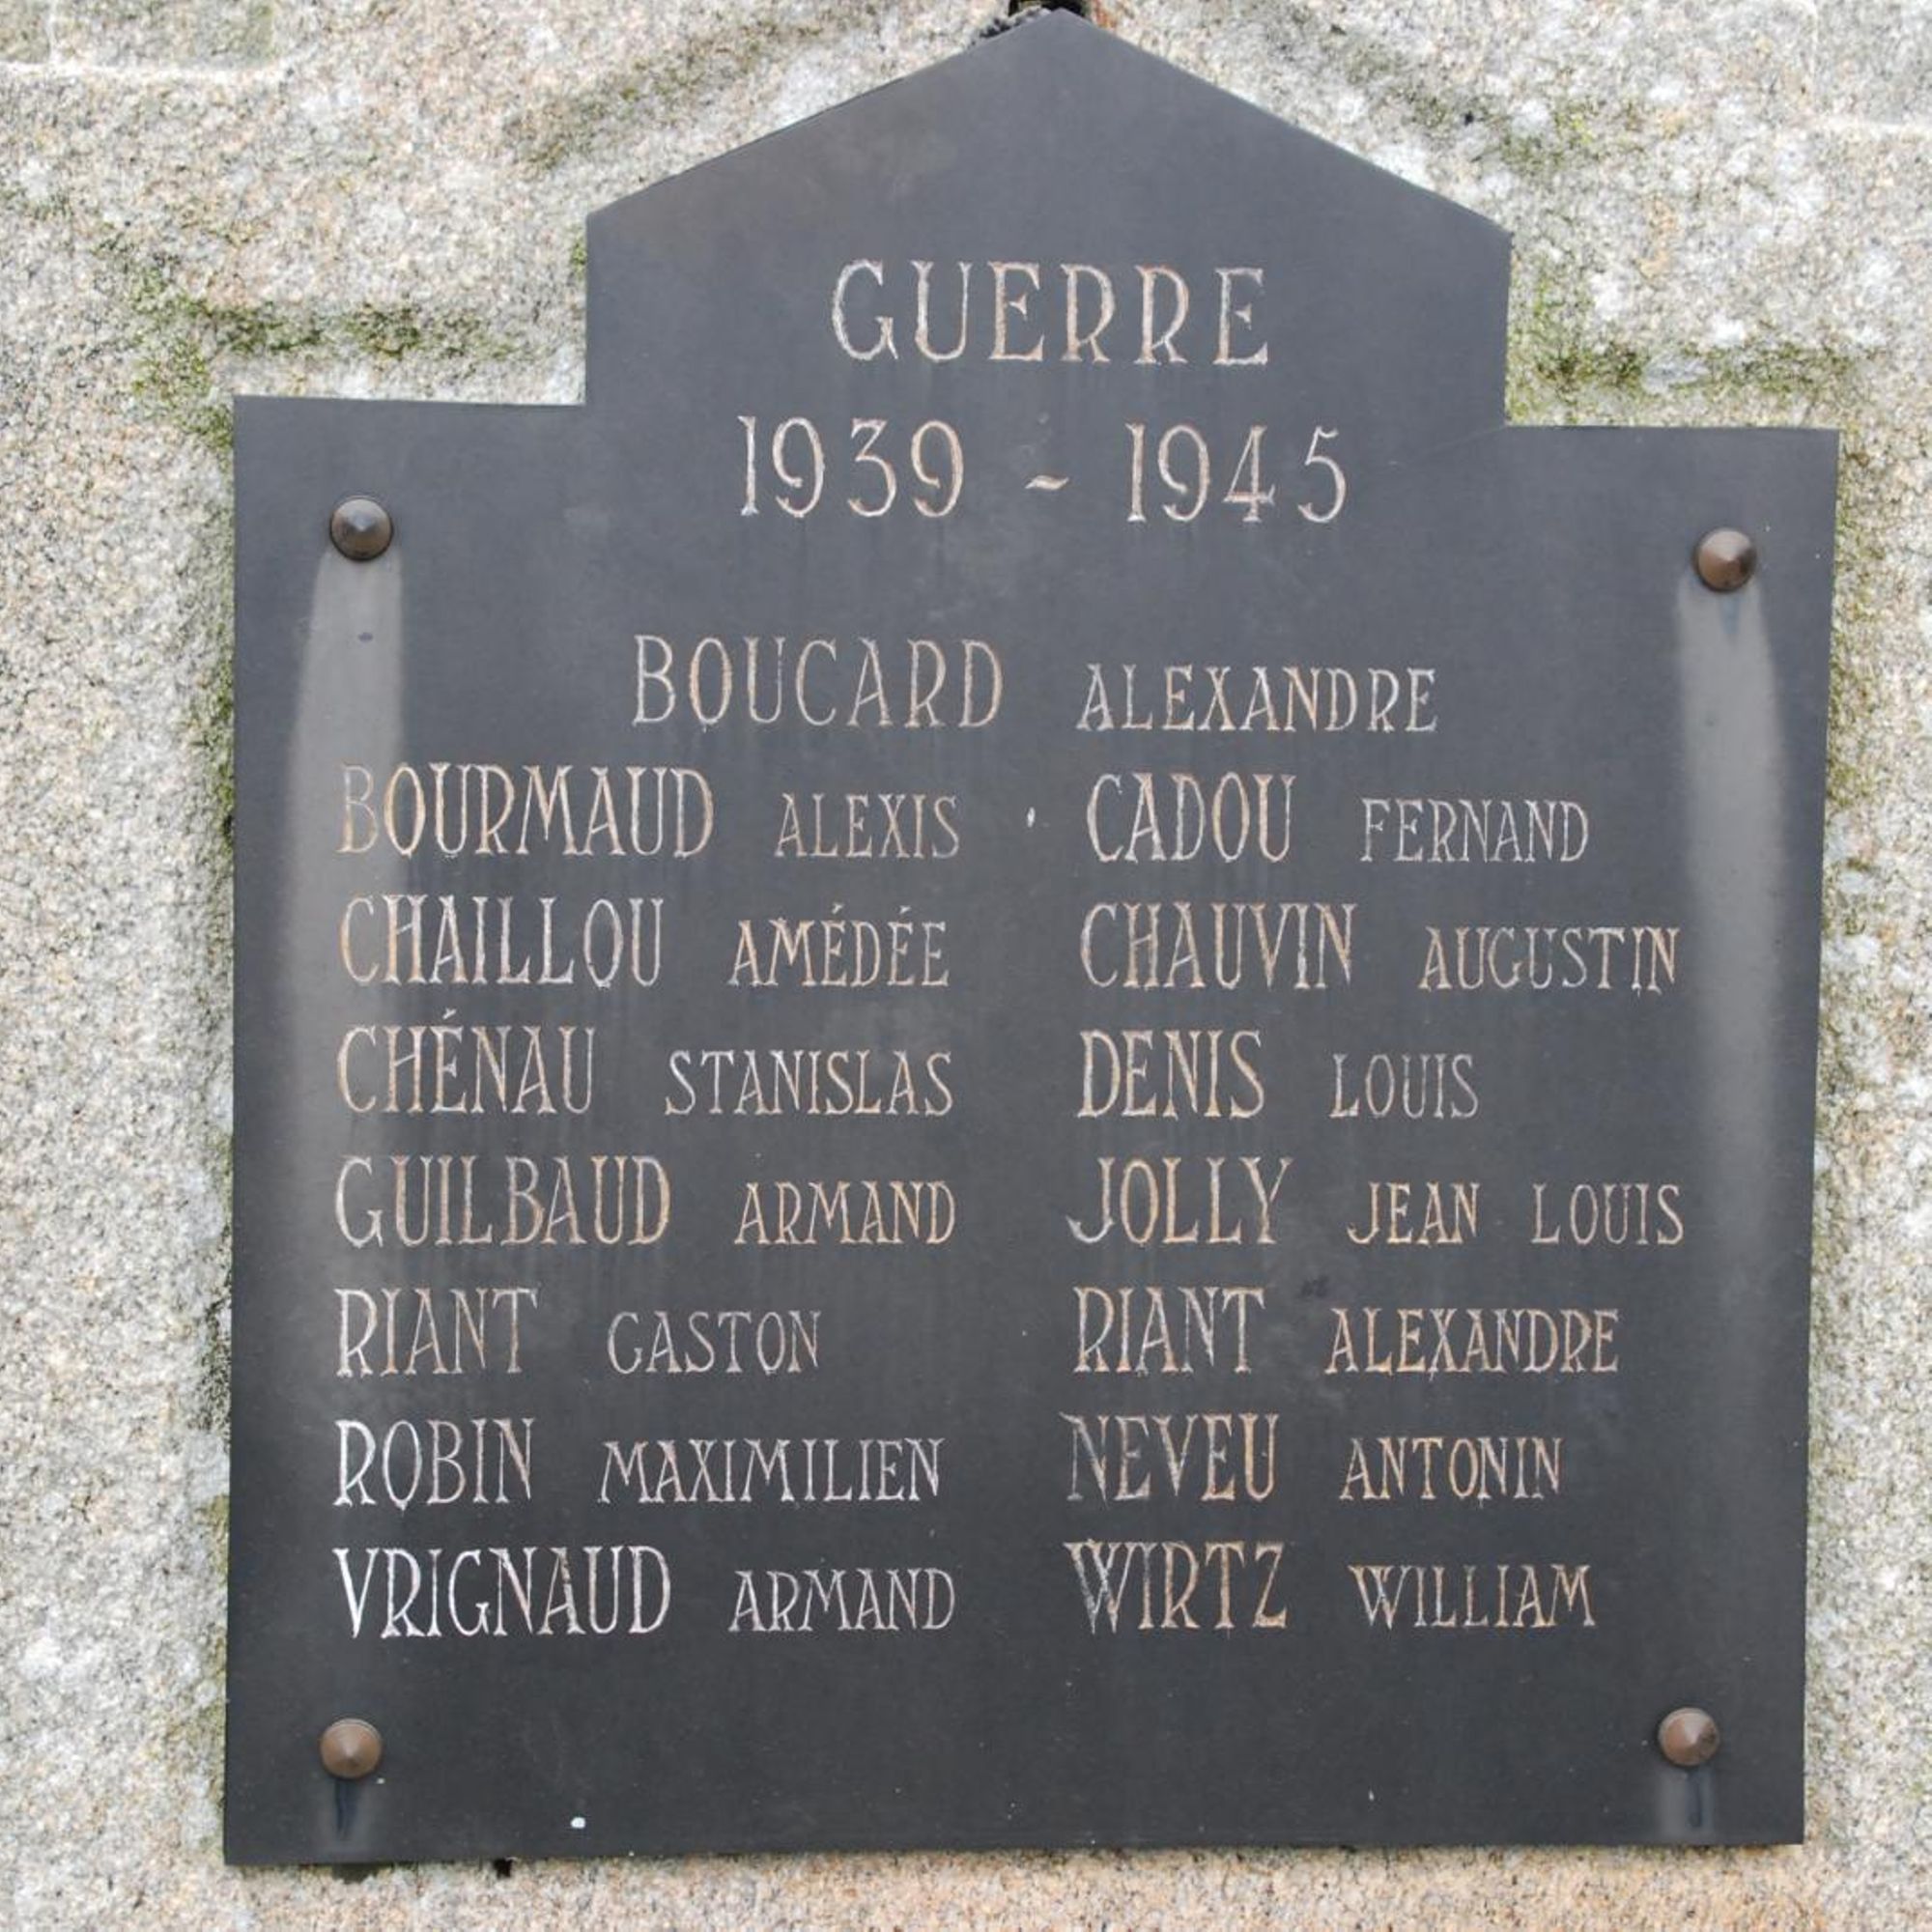 GUERRE
1939 - 1945
BOUCARD ALEXANDRE
BOURMAUD ALEXIS CADOU FERNAND
CHAILLOU AMÉDÉE CHAUVIN AUGUSTIN
CHÉNAU STANISLAS DENIS LOUIS
GUILBAUD ARMAND JOLLY JEAN LOUIS
RIANT GASTON RIANT ALEXANDRE
ROBIN MAXIMILIEN NEVEU ANTONIN
VRIGNAUD ARMAND WIRTZ WILLIAM